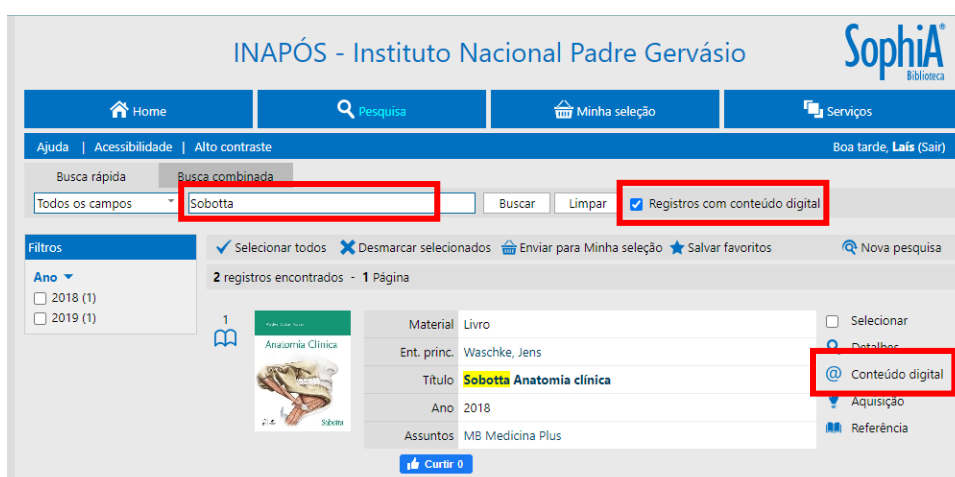 INAPÓS - Instituto Nacional Padre Gervásio
SophiA
Biblioteca
Home
Pesquisa
Minha seleção
Serviços
Ajuda | Acessibilidade | Alto contraste
Boa tarde, Laís (Sair)
Busca rápida
Busca combinada
Todos os campos
Sobotta
Buscar
Limpar
Registros com conteúdo digital
Filtros
Selecionar todos
Desmarcar selecionados
Enviar para Minha seleção
Salvar favoritos
Nova pesquisa
Ano
2 registros encontrados - 1 Página
2018 (1)
2019 (1)
1
Anatomia Clínica
Sobotta
Material Livro
Ent. princ. Waschke, Jens
Título Sobotta Anatomia clínica
Ano 2018
Assuntos MB Medicina Plus
Selecionar
Detalhes
@ Conteúdo digital
Aquisição
Referência
Curtir 0